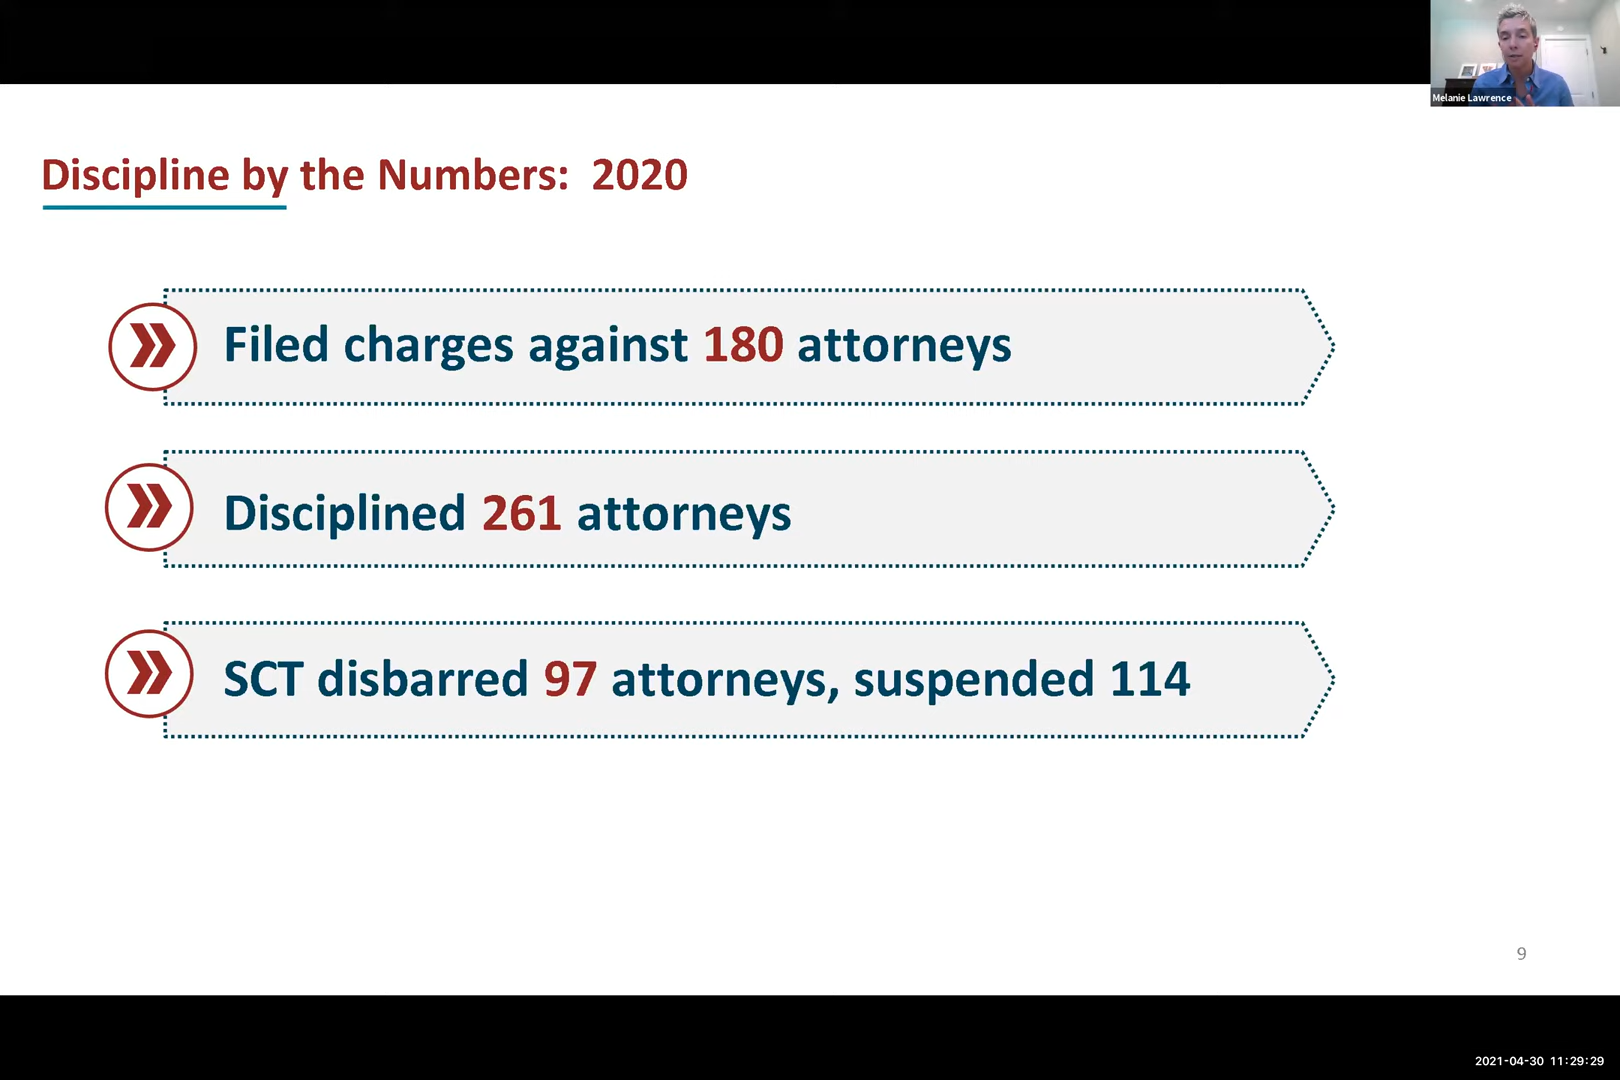 Melanie Lawrence
Discipline by the Numbers: 2020
Filed charges against 180 attorneys
Disciplined 261 attorneys
SCT disbarred 97 attorneys, suspended 114
9
2021-04-30 11:29:29